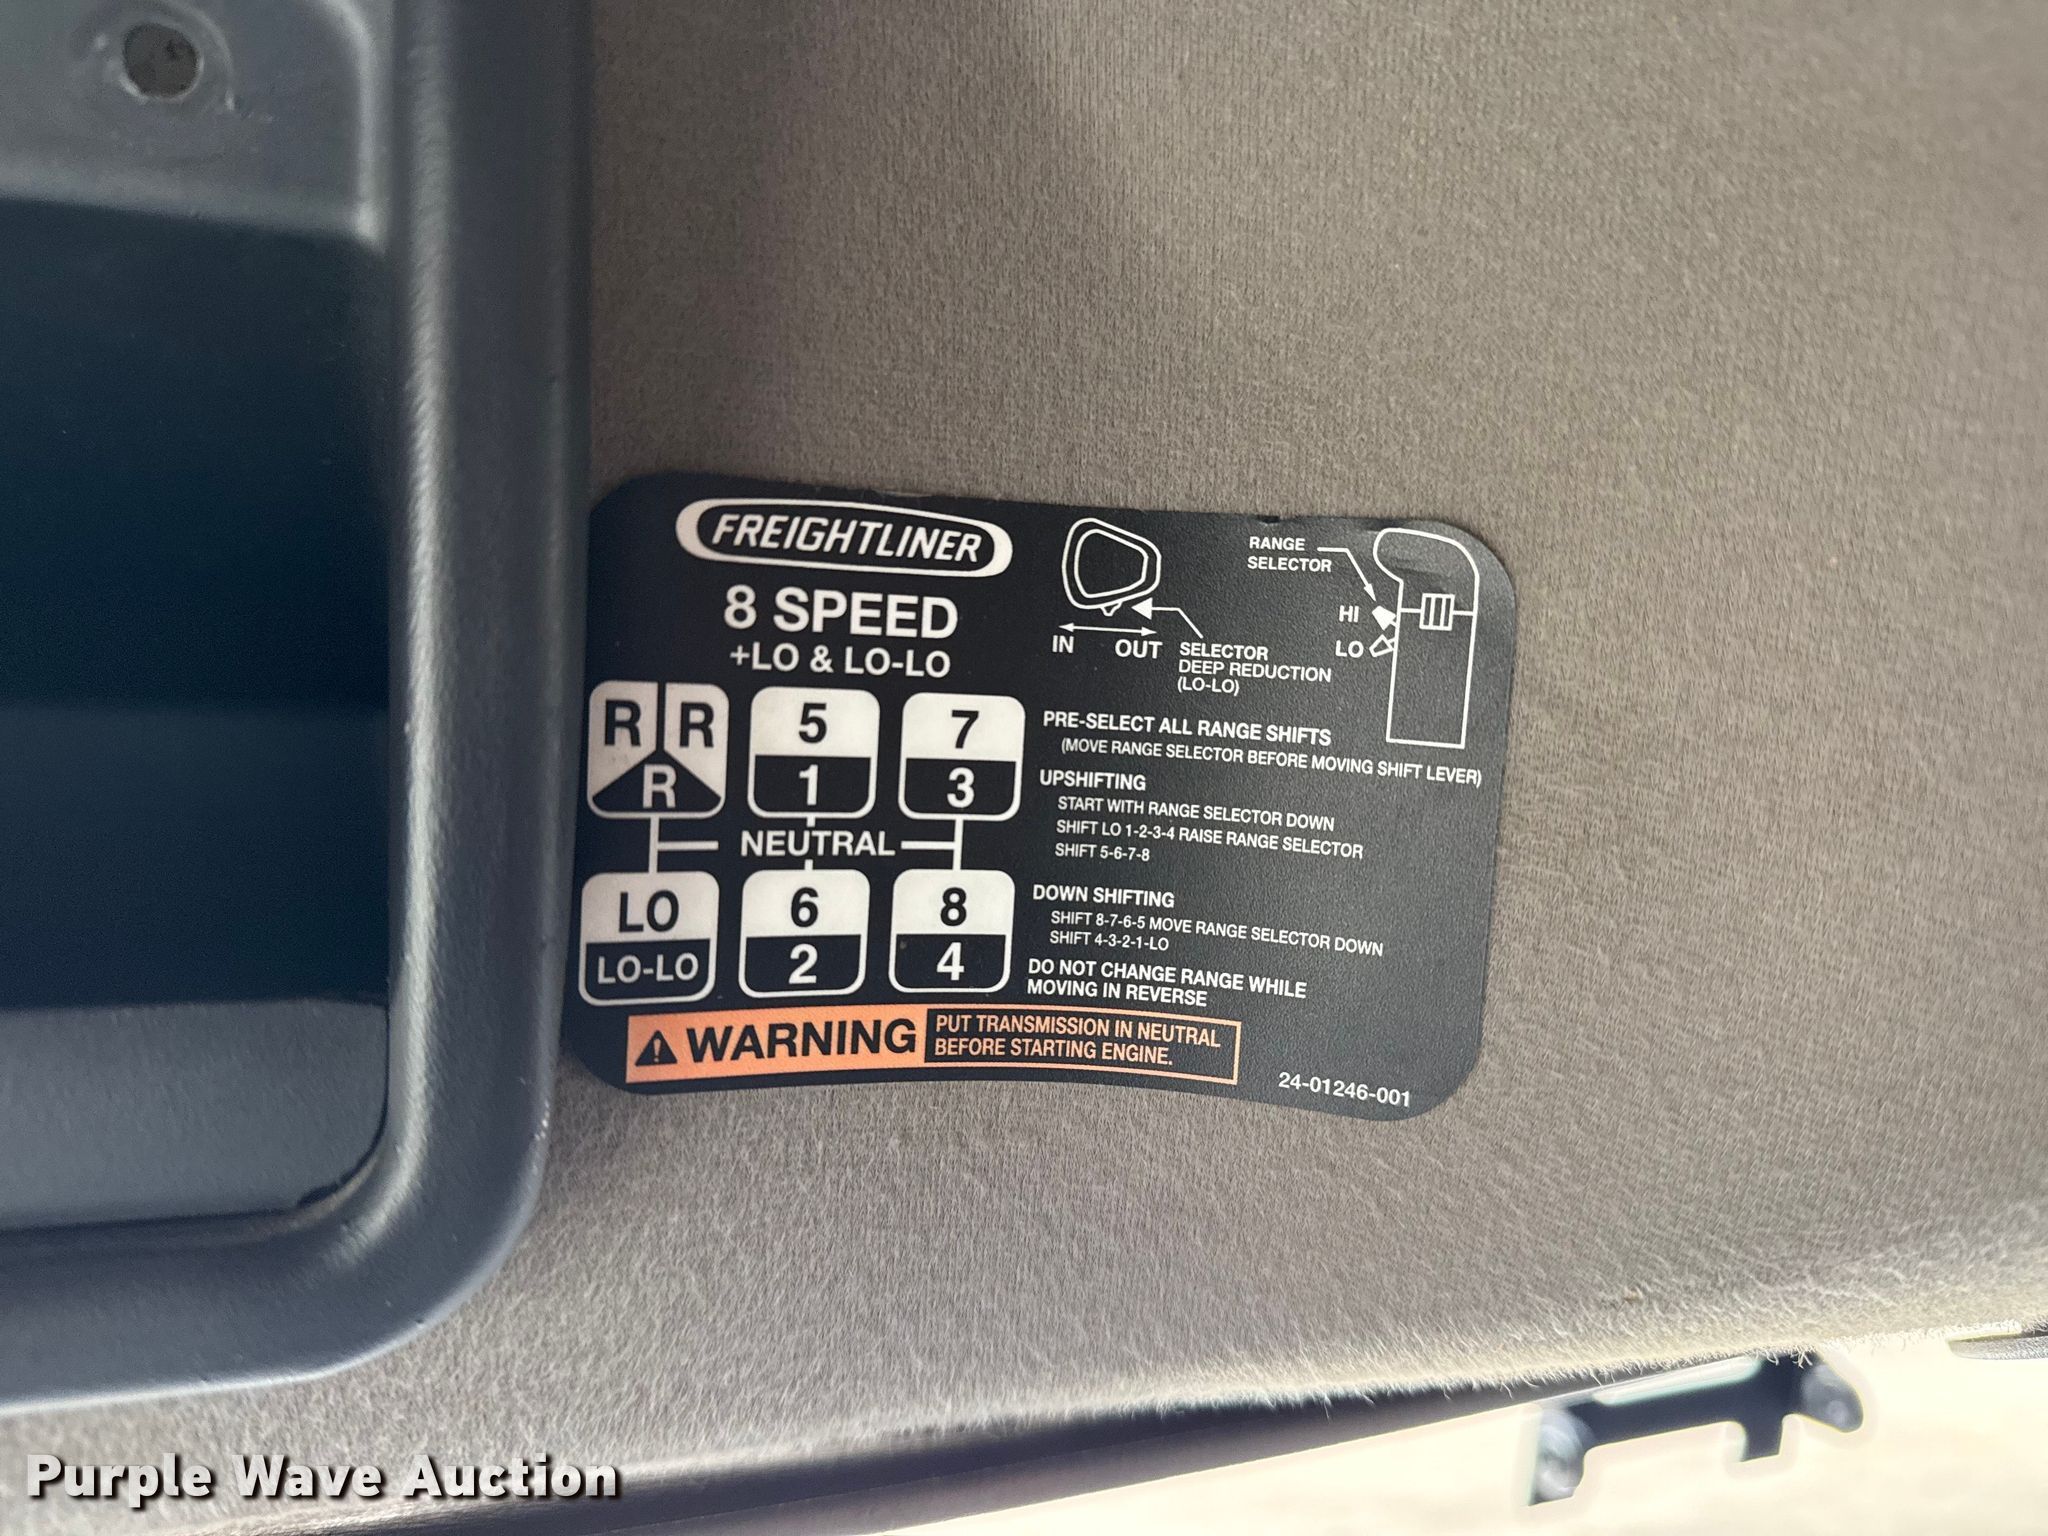 FREIGHTLINER
8 SPEED
+LO & LO-LO
R R 5 7
R 1 3
NEUTRAL
LO 6 8
LO-LO 2 4
IN OUT
SELECTOR
DEEP REDUCTION
(LO-LO)
RANGE
SELECTOR
HI
LO
PRE-SELECT ALL RANGE SHIFTS
(MOVE RANGE SELECTOR BEFORE MOVING SHIFT LEVER)
UPSHIFTING
START WITH RANGE SELECTOR DOWN
SHIFT LO 1-2-3-4 RAISE RANGE SELECTOR
SHIFT 5-6-7-8
DOWN SHIFTING
SHIFT 8-7-6-5 MOVE RANGE SELECTOR DOWN
SHIFT 4-3-2-1-LO
DO NOT CHANGE RANGE WHILE
MOVING IN REVERSE
WARNING
PUT TRANSMISSION IN NEUTRAL
BEFORE STARTING ENGINE.
24-01246-001
Purple Wave Auction